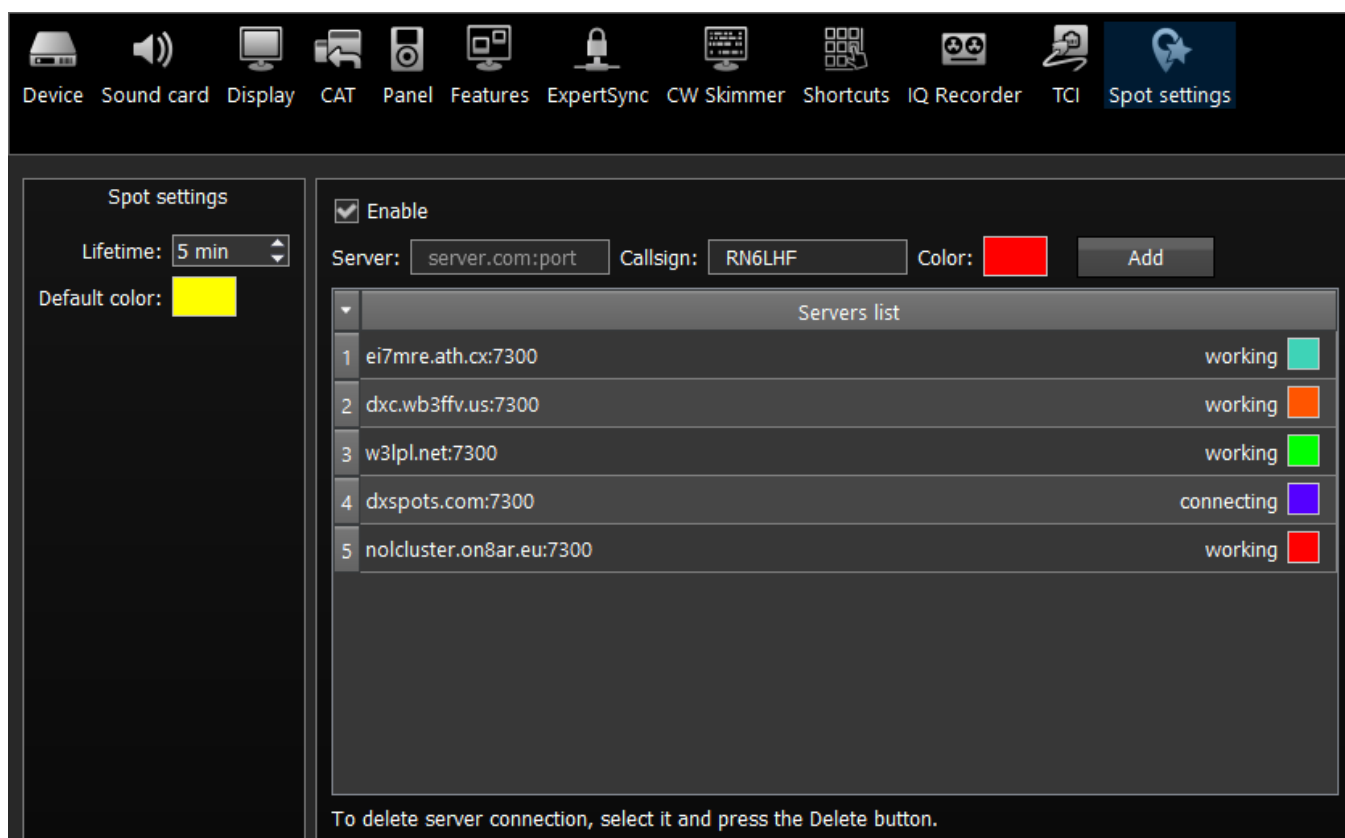 Device Sound card Display CAT Panel Features ExpertSync CW Skimmer Shortcuts IQ Recorder TCI Spot settings
Spot settings
Lifetime: 5 min
Default color:
Enable
Server: server.com:port Callsign: RN6LHF Color: Add
Servers list
1 ei7mre.ath.cx:7300 working
2 dxc.wb3ffv.us:7300 working
3 w3lpl.net:7300 working
4 dxspots.com:7300 connecting
5 nolcluster.on8ar.eu:7300 working
To delete server connection, select it and press the Delete button.